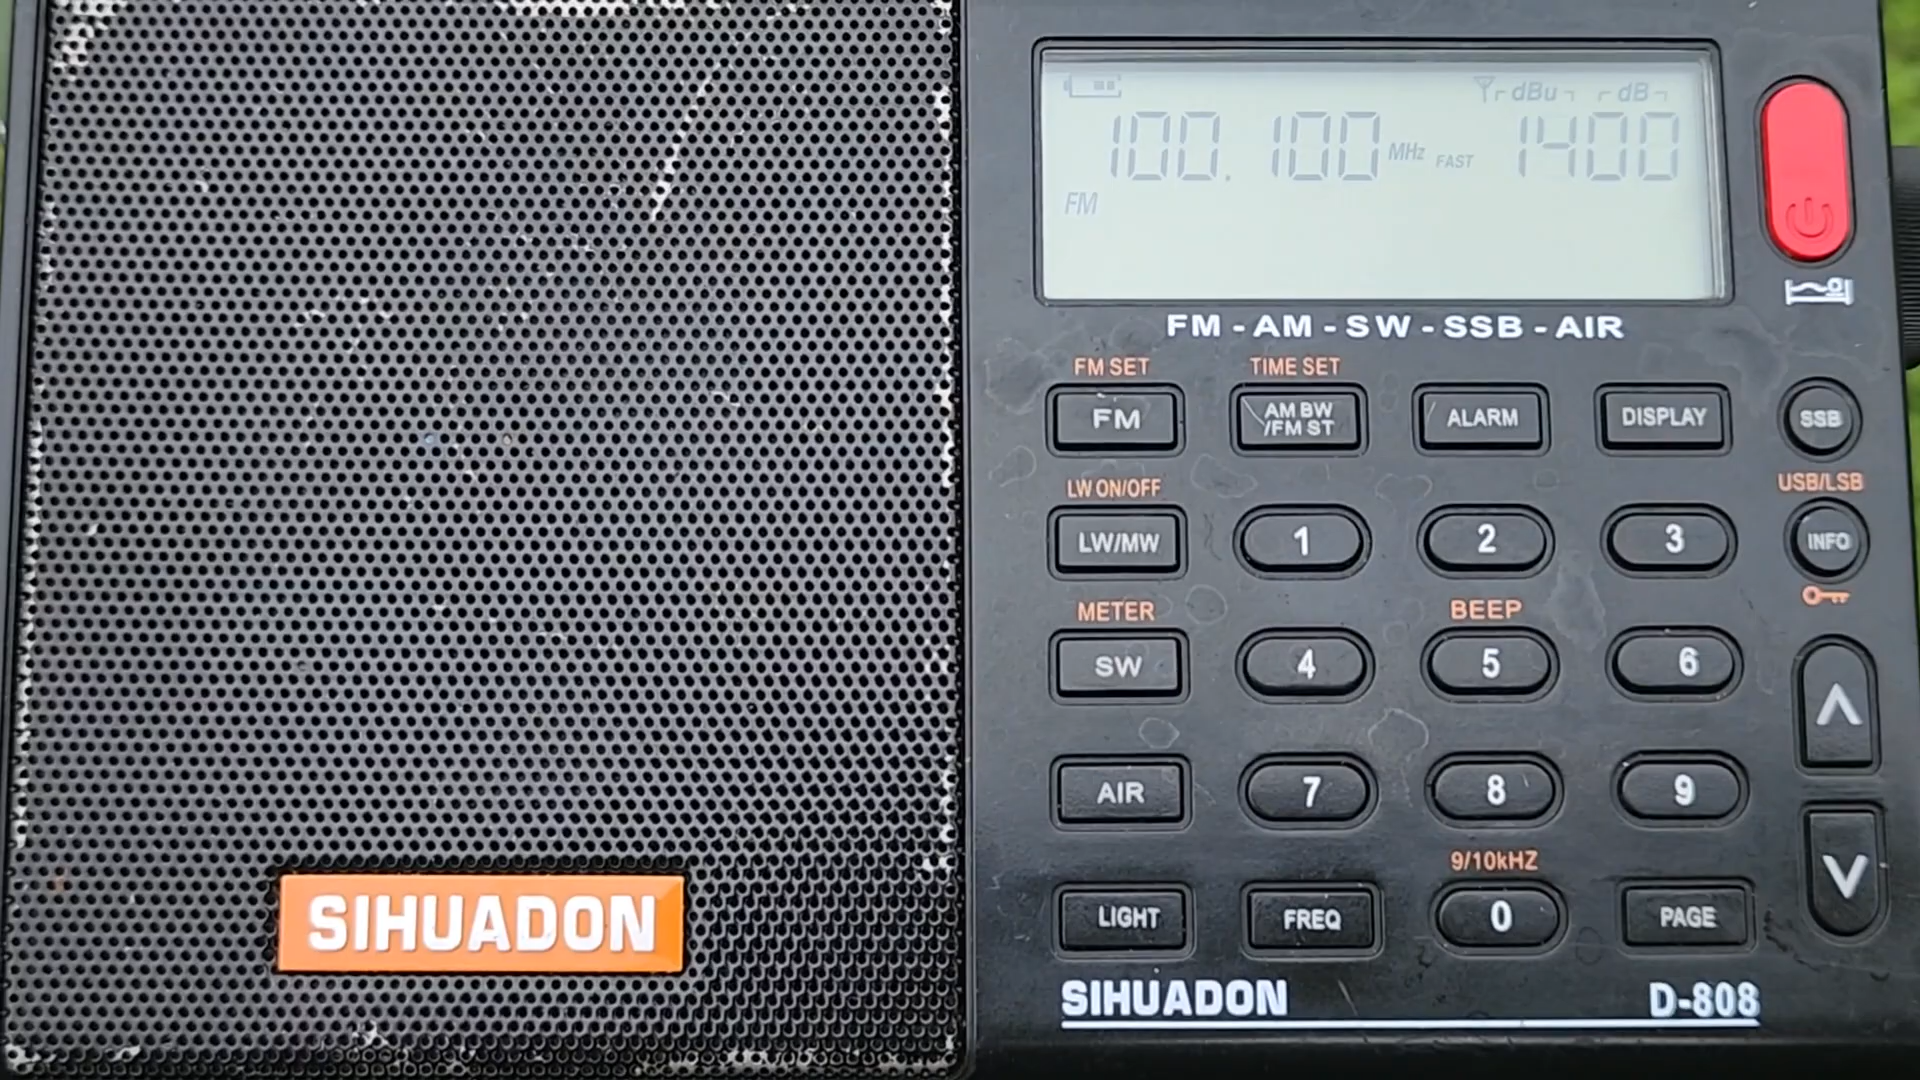 dBu dB
100.100 MHz FAST 1400
FM
FM - AM - SW - SSB - AIR
FM SET TIME SET
FM AM BW /FM ST ALARM DISPLAY SSB
LW ON/OFF USB/LSB
LW/MW 1 2 3 INFO
METER BEEP
SW 4 5 6
AIR 7 8 9
9/10kHZ
LIGHT FREQ 0 PAGE
SIHUADON
SIHUADON D-808